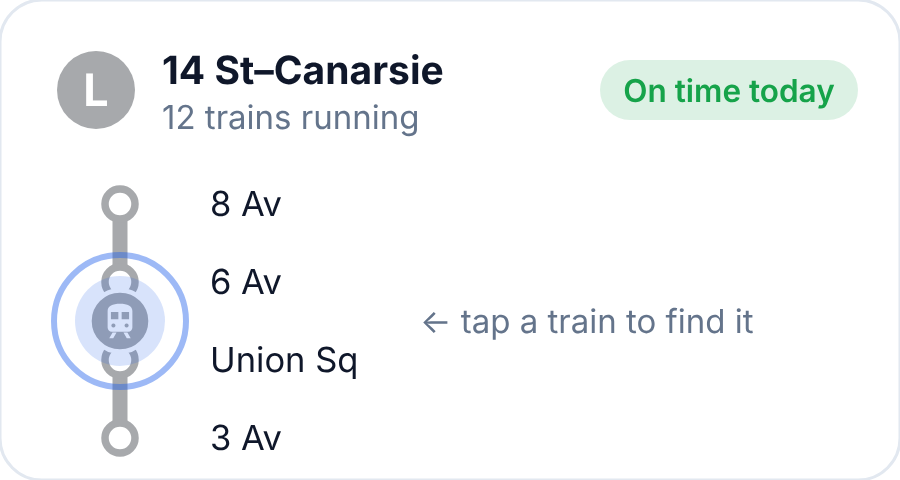 L
14 St–Canarsie
12 trains running
On time today
8 Av
6 Av
← tap a train to find it
Union Sq
3 Av